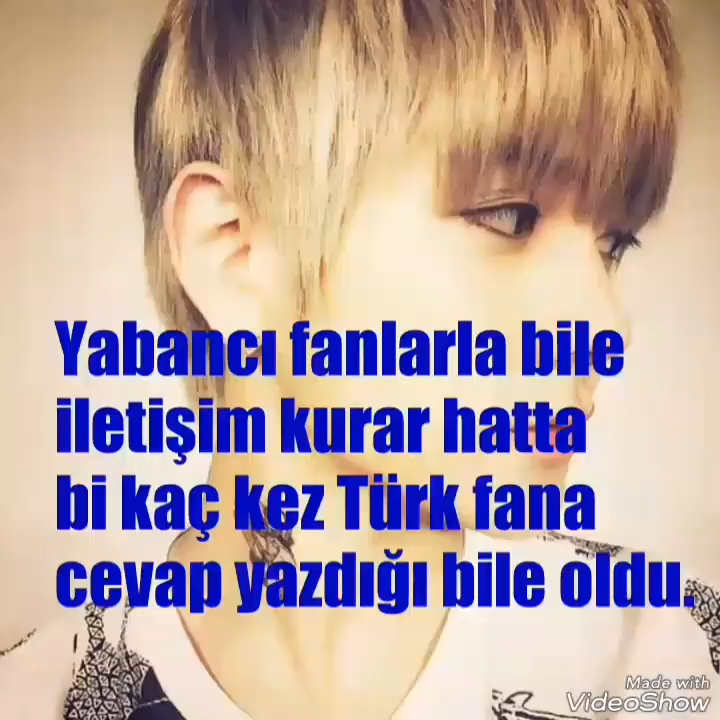 Yabancı fanlarla bile
iletişim kurar hatta
bi kaç kez Türk fana
cevap yazdığı bile oldu.
Made with
VideoShow